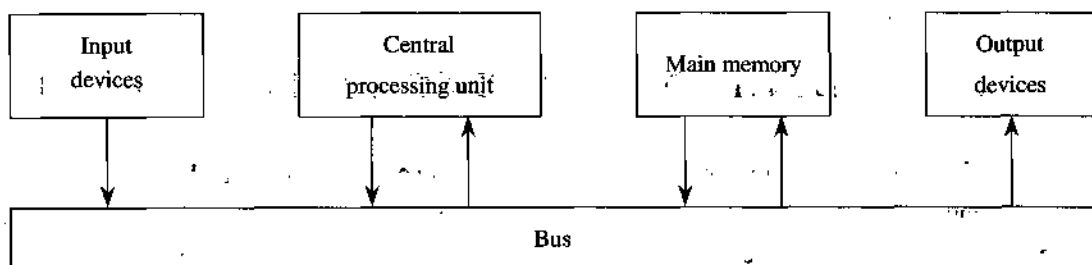 Input
devices
Central
processing unit
Main memory
Output
devices
Bus